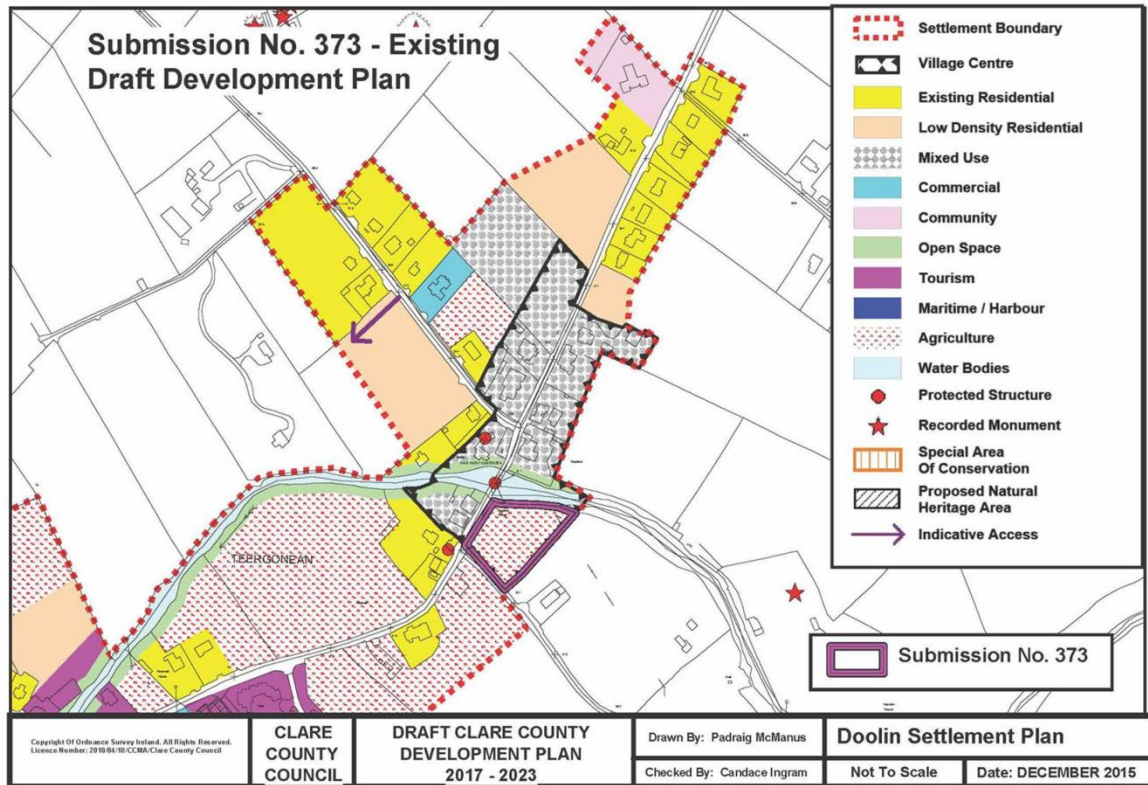 Submission No. 373 - Existing
Draft Development Plan
Settlement Boundary
Village Centre
Existing Residential
Low Density Residential
Mixed Use
Commercial
Community
Open Space
Tourism
Maritime / Harbour
Agriculture
Water Bodies
Protected Structure
Recorded Monument
Special Area
Of Conservation
Proposed Natural
Heritage Area
Indicative Access
TEERGONEAN
Submission No. 373
Copyright Of Ordnance Survey Ireland. All Rights Reserved.
Licence Number: 2010/04/10/CCMA/Clare County Council
CLARE
COUNTY
COUNCIL
DRAFT CLARE COUNTY
DEVELOPMENT PLAN
2017 - 2023
Drawn By: Padraig McManus
Checked By: Candace Ingram
Doolin Settlement Plan
Not To Scale
Date: DECEMBER 2015